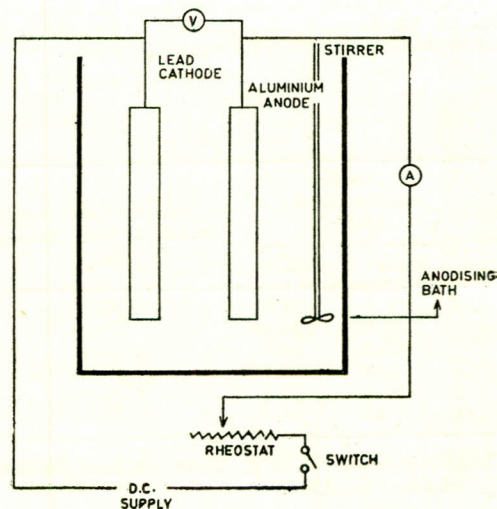 V
LEAD
CATHODE
STIRRER
ALUMINIUM
ANODE
A
ANODISING
BATH
RHEOSTAT
SWITCH
D.C.
SUPPLY